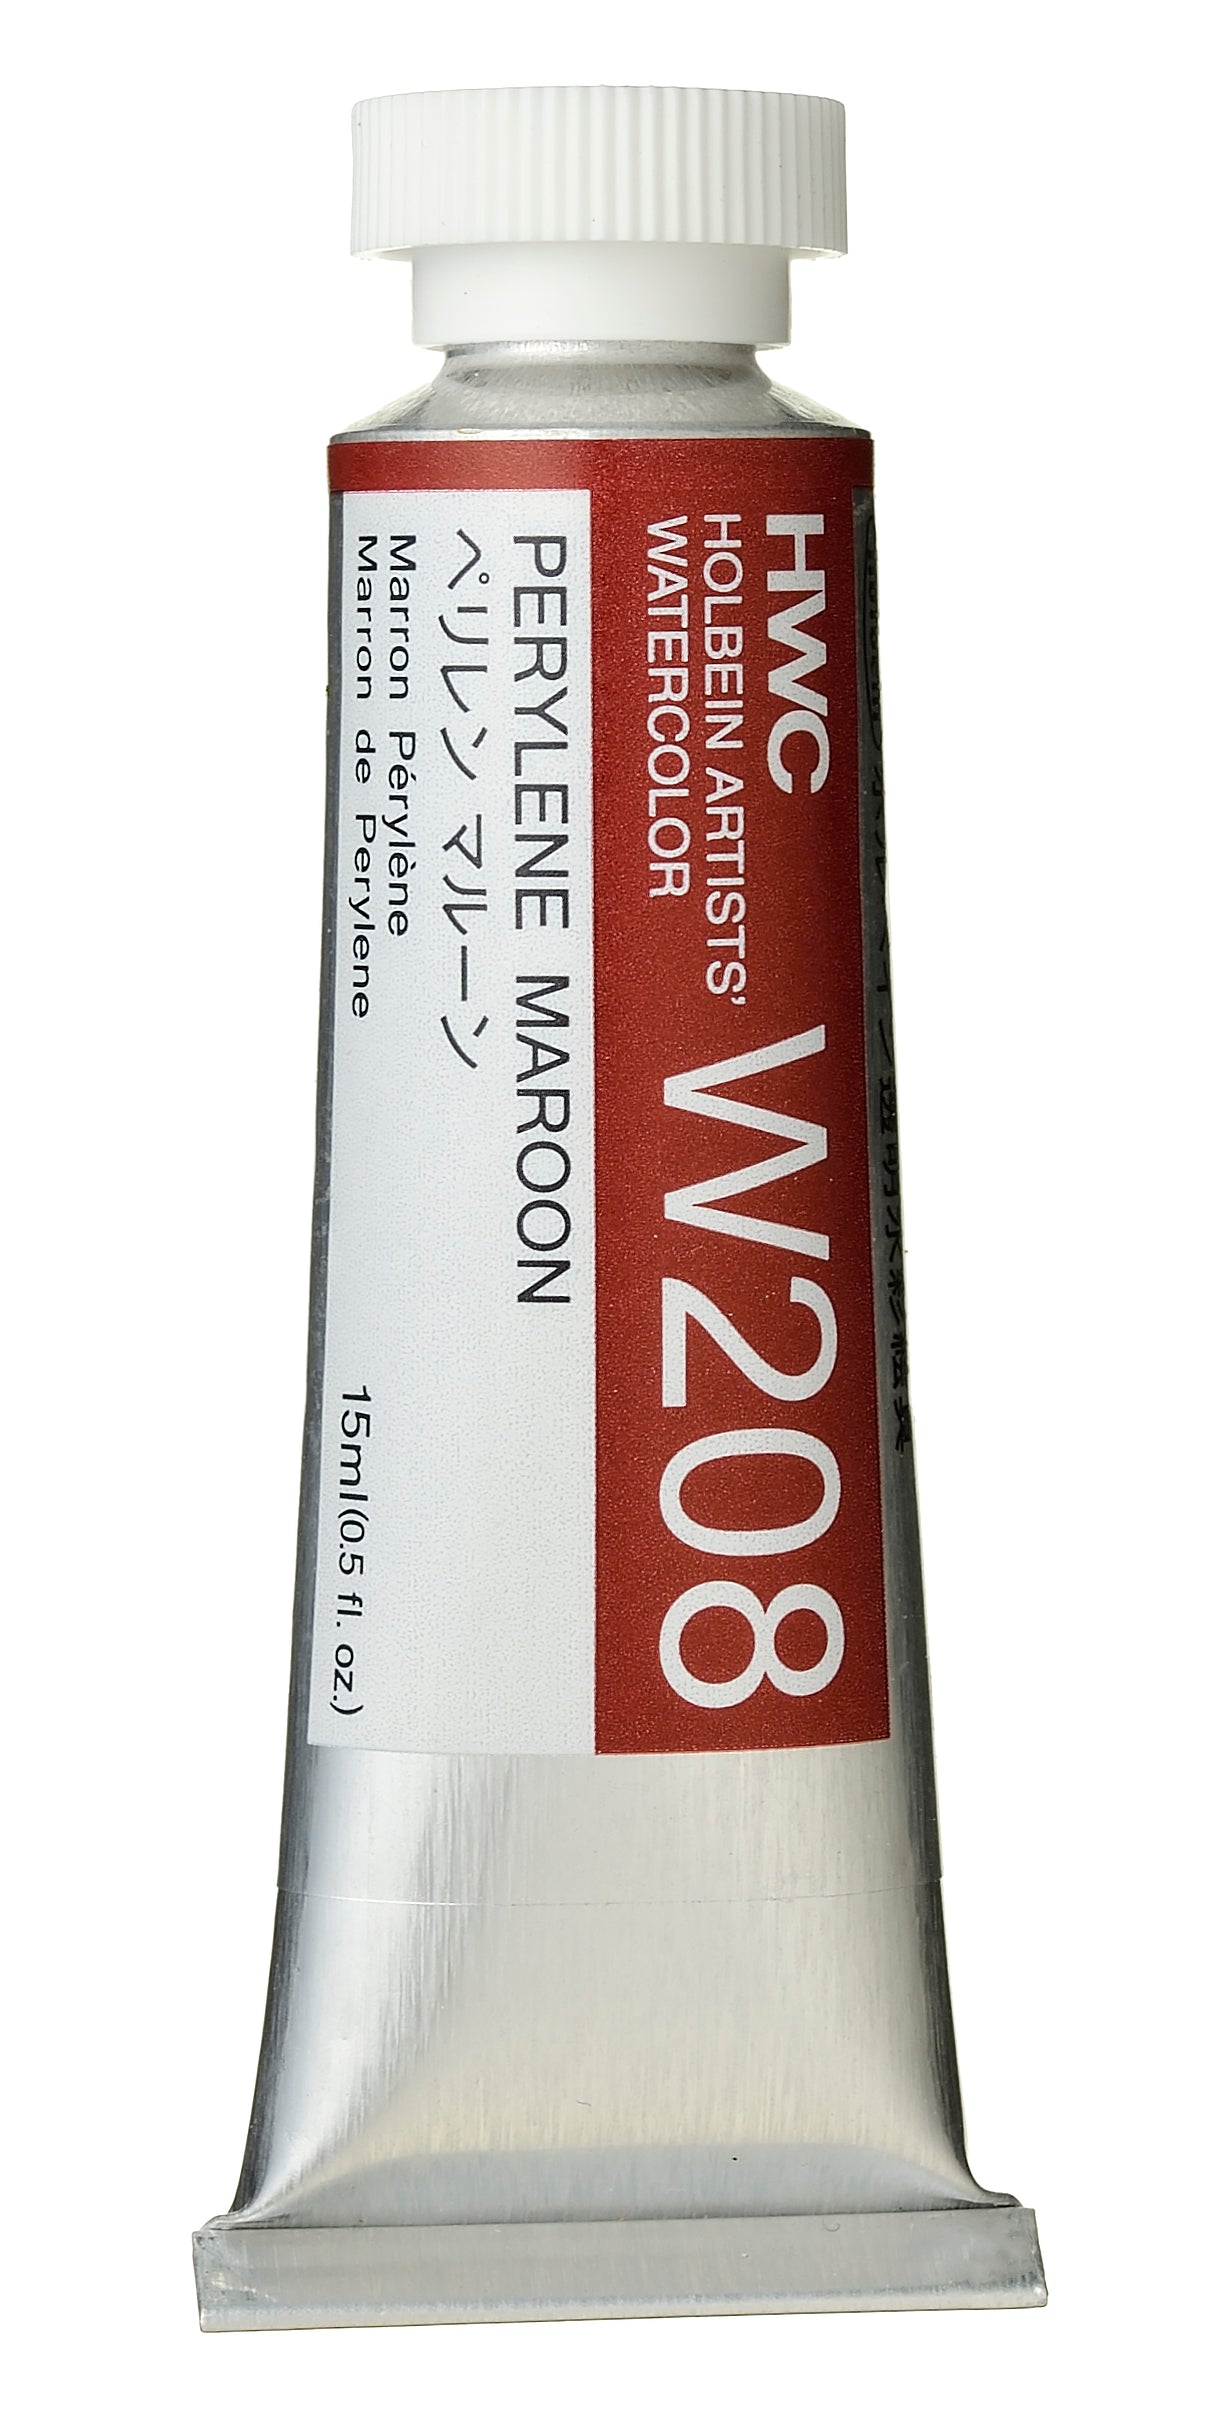 HWC
HOLBEIN ARTISTS'
WATERCOLOR
W208
PERYLENE MAROON
ペリレン マルーン
Marron Pérylène
Marron de Perylene
15ml(0.5 fl. oz.)